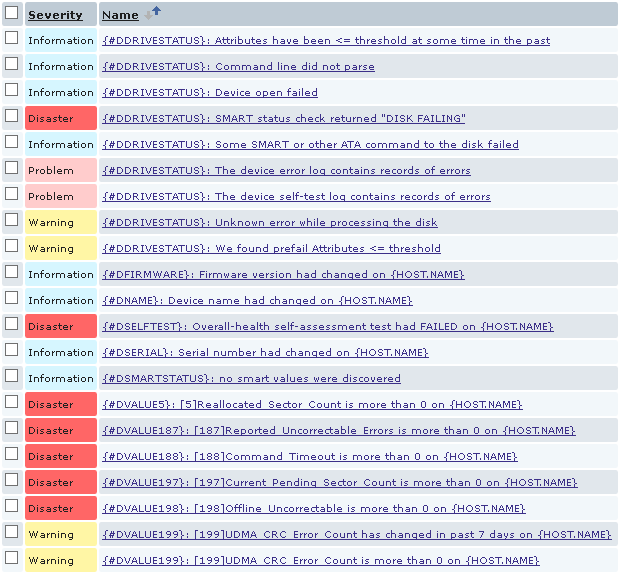 Severity Name
Information {#DDRIVESTATUS}: Attributes have been <= threshold at some time in the past
Information {#DDRIVESTATUS}: Command line did not parse
Information {#DDRIVESTATUS}: Device open failed
Disaster {#DDRIVESTATUS}: SMART status check returned "DISK FAILING"
Information {#DDRIVESTATUS}: Some SMART or other ATA command to the disk failed
Problem {#DDRIVESTATUS}: The device error log contains records of errors
Problem {#DDRIVESTATUS}: The device self-test log contains records of errors
Warning {#DDRIVESTATUS}: Unknown error while processing the disk
Warning {#DDRIVESTATUS}: We found prefail Attributes <= threshold
Information {#DFIRMWARE}: Firmware version had changed on {HOST.NAME}
Information {#DNAME}: Device name had changed on {HOST.NAME}
Disaster {#DSELFTEST}: Overall-health self-assessment test had FAILED on {HOST.NAME}
Information {#DSERIAL}: Serial number had changed on {HOST.NAME}
Information {#DSMARTSTATUS}: no smart values were discovered
Disaster {#DVALUE5}: [5]Reallocated_Sector_Count is more than 0 on {HOST.NAME}
Disaster {#DVALUE187}: [187]Reported_Uncorrectable_Errors is more than 0 on {HOST.NAME}
Disaster {#DVALUE188}: [188]Command_Timeout is more than 0 on {HOST.NAME}
Disaster {#DVALUE197}: [197]Current_Pending_Sector_Count is more than 0 on {HOST.NAME}
Disaster {#DVALUE198}: [198]Offline_Uncorrectable is more than 0 on {HOST.NAME}
Warning {#DVALUE199}: [199]UDMA_CRC_Error_Count has changed in past 7 days on {HOST.NAME}
Warning {#DVALUE199}: [199]UDMA_CRC_Error_Count is more than 0 on {HOST.NAME}